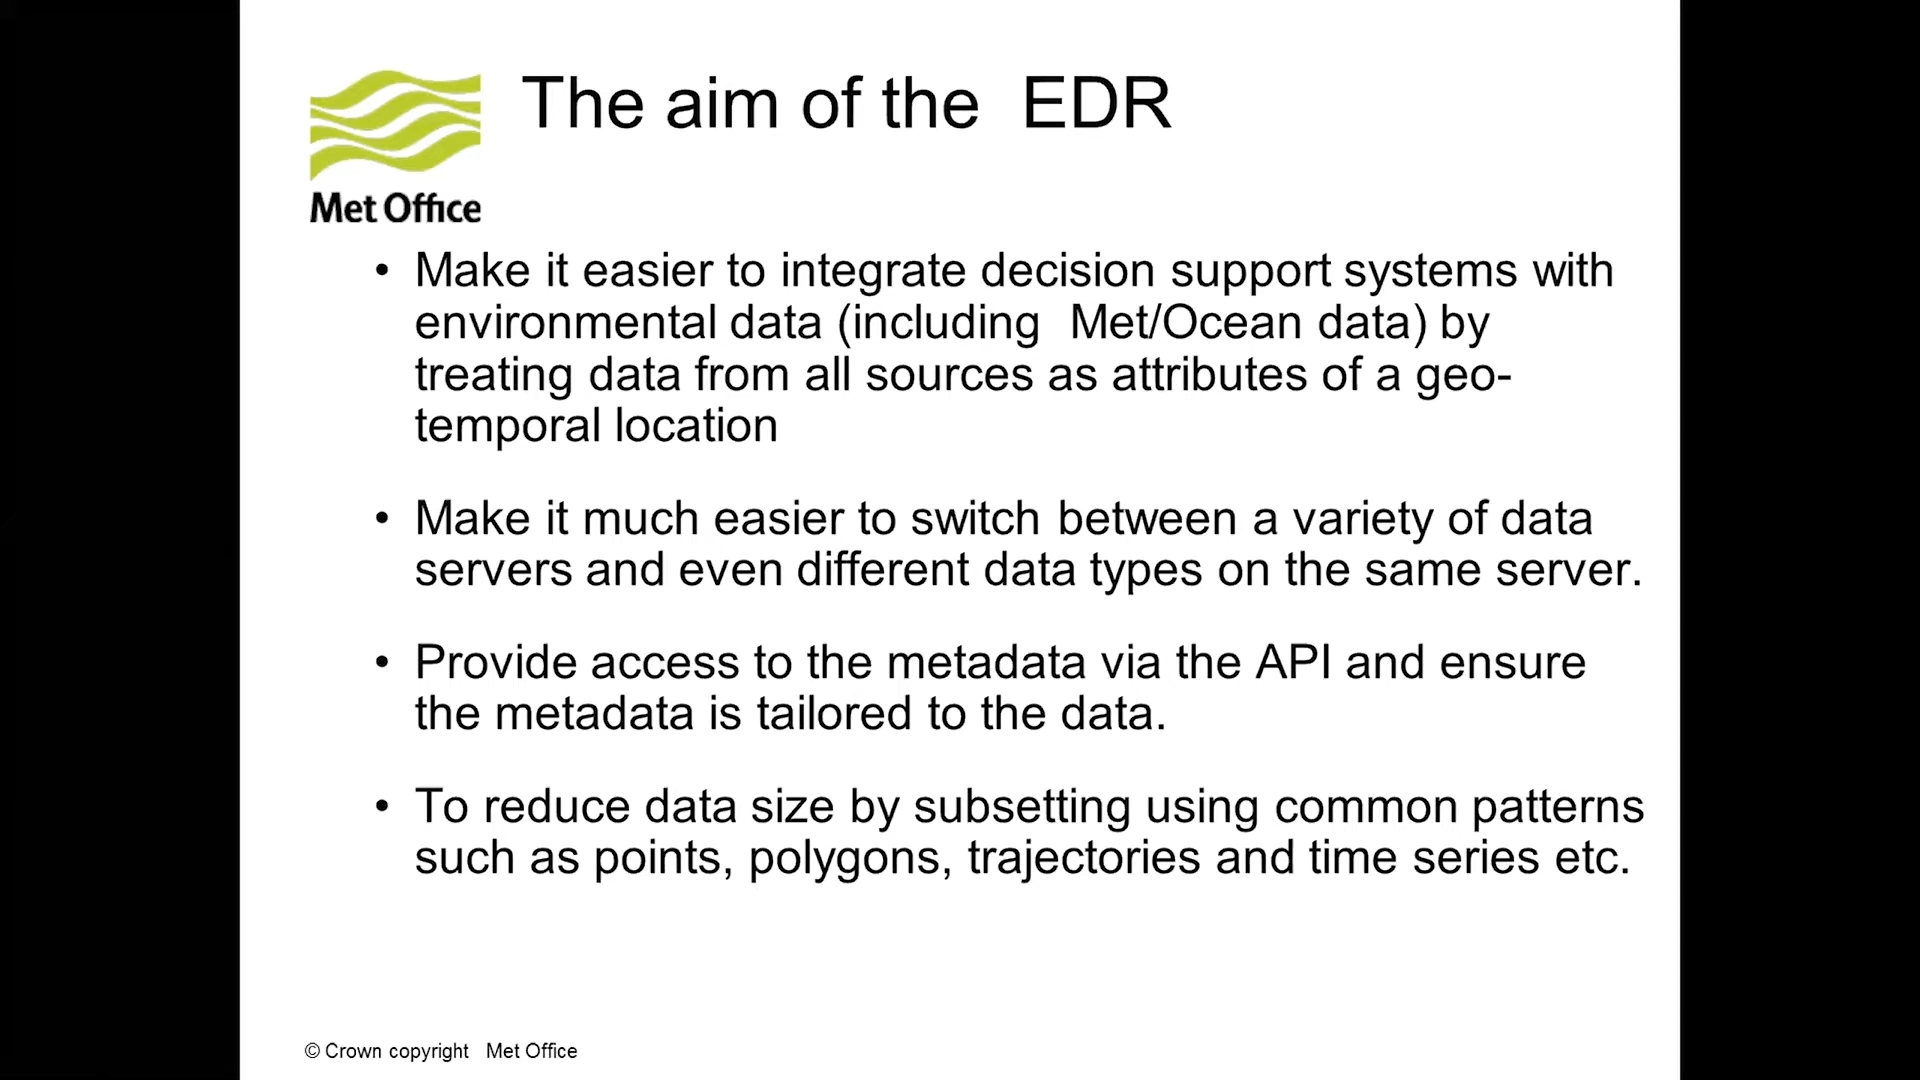 The aim of the  EDR
Met Office
• Make it easier to integrate decision support systems with
environmental data (including  Met/Ocean data) by
treating data from all sources as attributes of a geo-
temporal location
• Make it much easier to switch between a variety of data
servers and even different data types on the same server.
• Provide access to the metadata via the API and ensure
the metadata is tailored to the data.
• To reduce data size by subsetting using common patterns
such as points, polygons, trajectories and time series etc.
© Crown copyright   Met Office